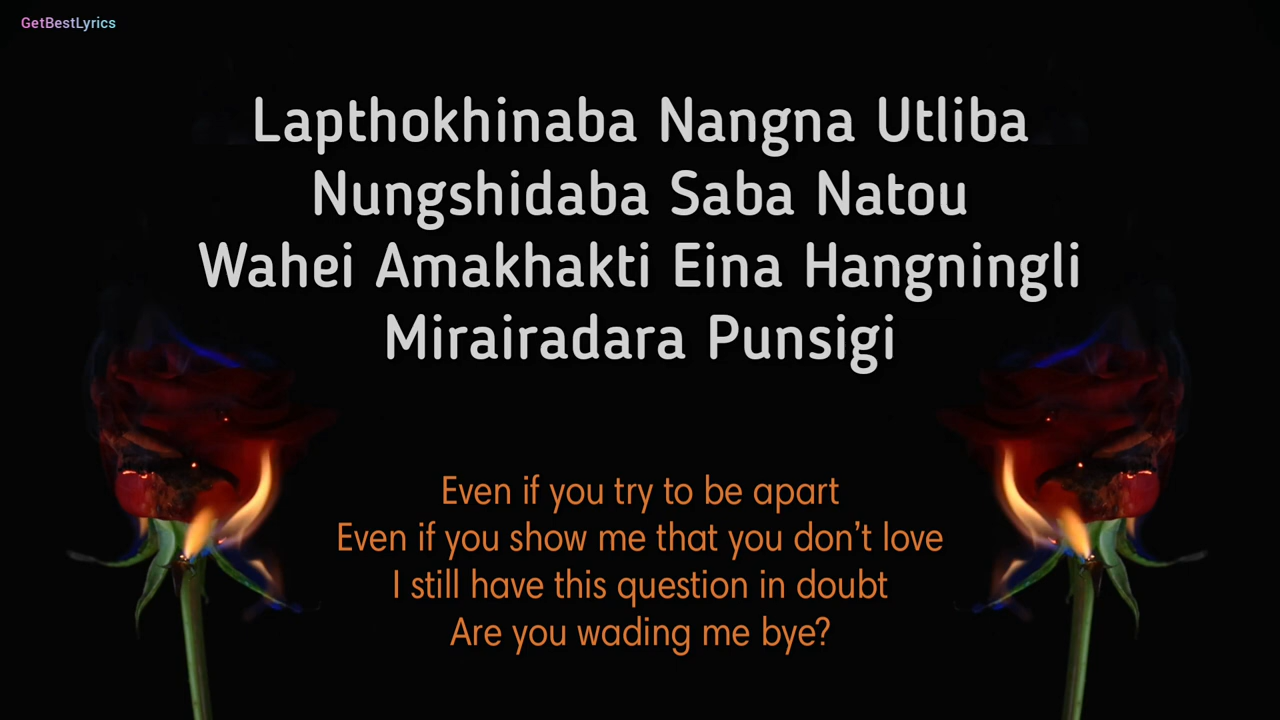 GetBestLyrics
Lapthokhinaba Nangna Utliba
Nungshidaba Saba Natou
Wahei Amakhakti Eina Hangningli
Mirairadara Punsigi
Even if you try to be apart
Even if you show me that you don’t love
I still have this question in doubt
Are you wading me bye?